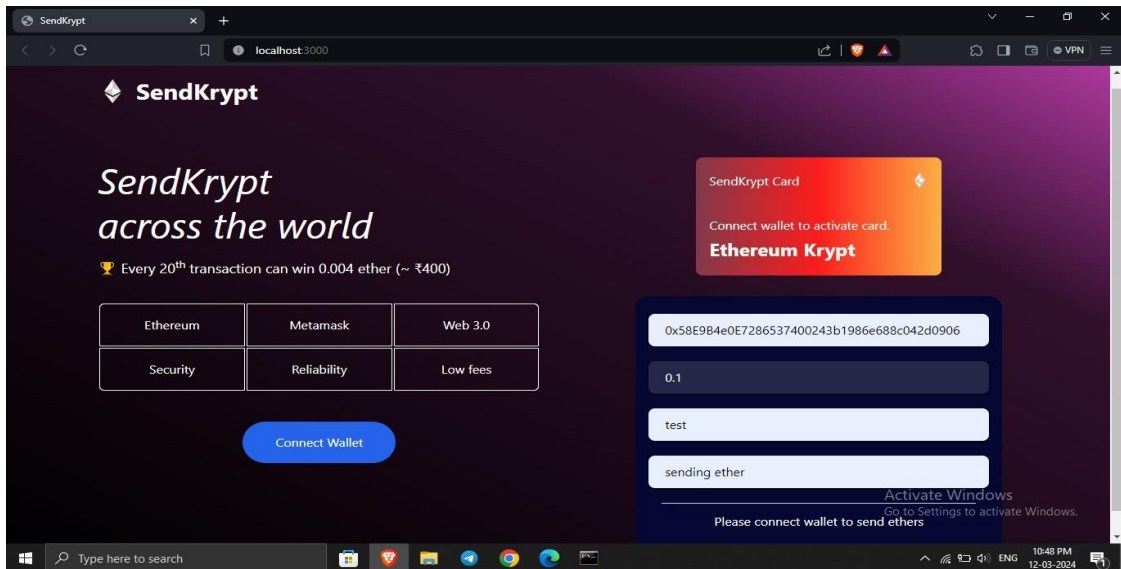 SendKrypt
localhost:3000
VPN
SendKrypt
SendKrypt
across the world
Every 20th transaction can win 0.004 ether (~ ₹400)
Ethereum Metamask Web 3.0
Security Reliability Low fees
Connect Wallet
SendKrypt Card
Connect wallet to activate card.
Ethereum Krypt
0x58E9B4e0E7286537400243b1986e688c042d0906
0.1
test
sending ether
Please connect wallet to send ethers
Activate Windows
Go to Settings to activate Windows.
Type here to search
ENG
10:48 PM
12-03-2024